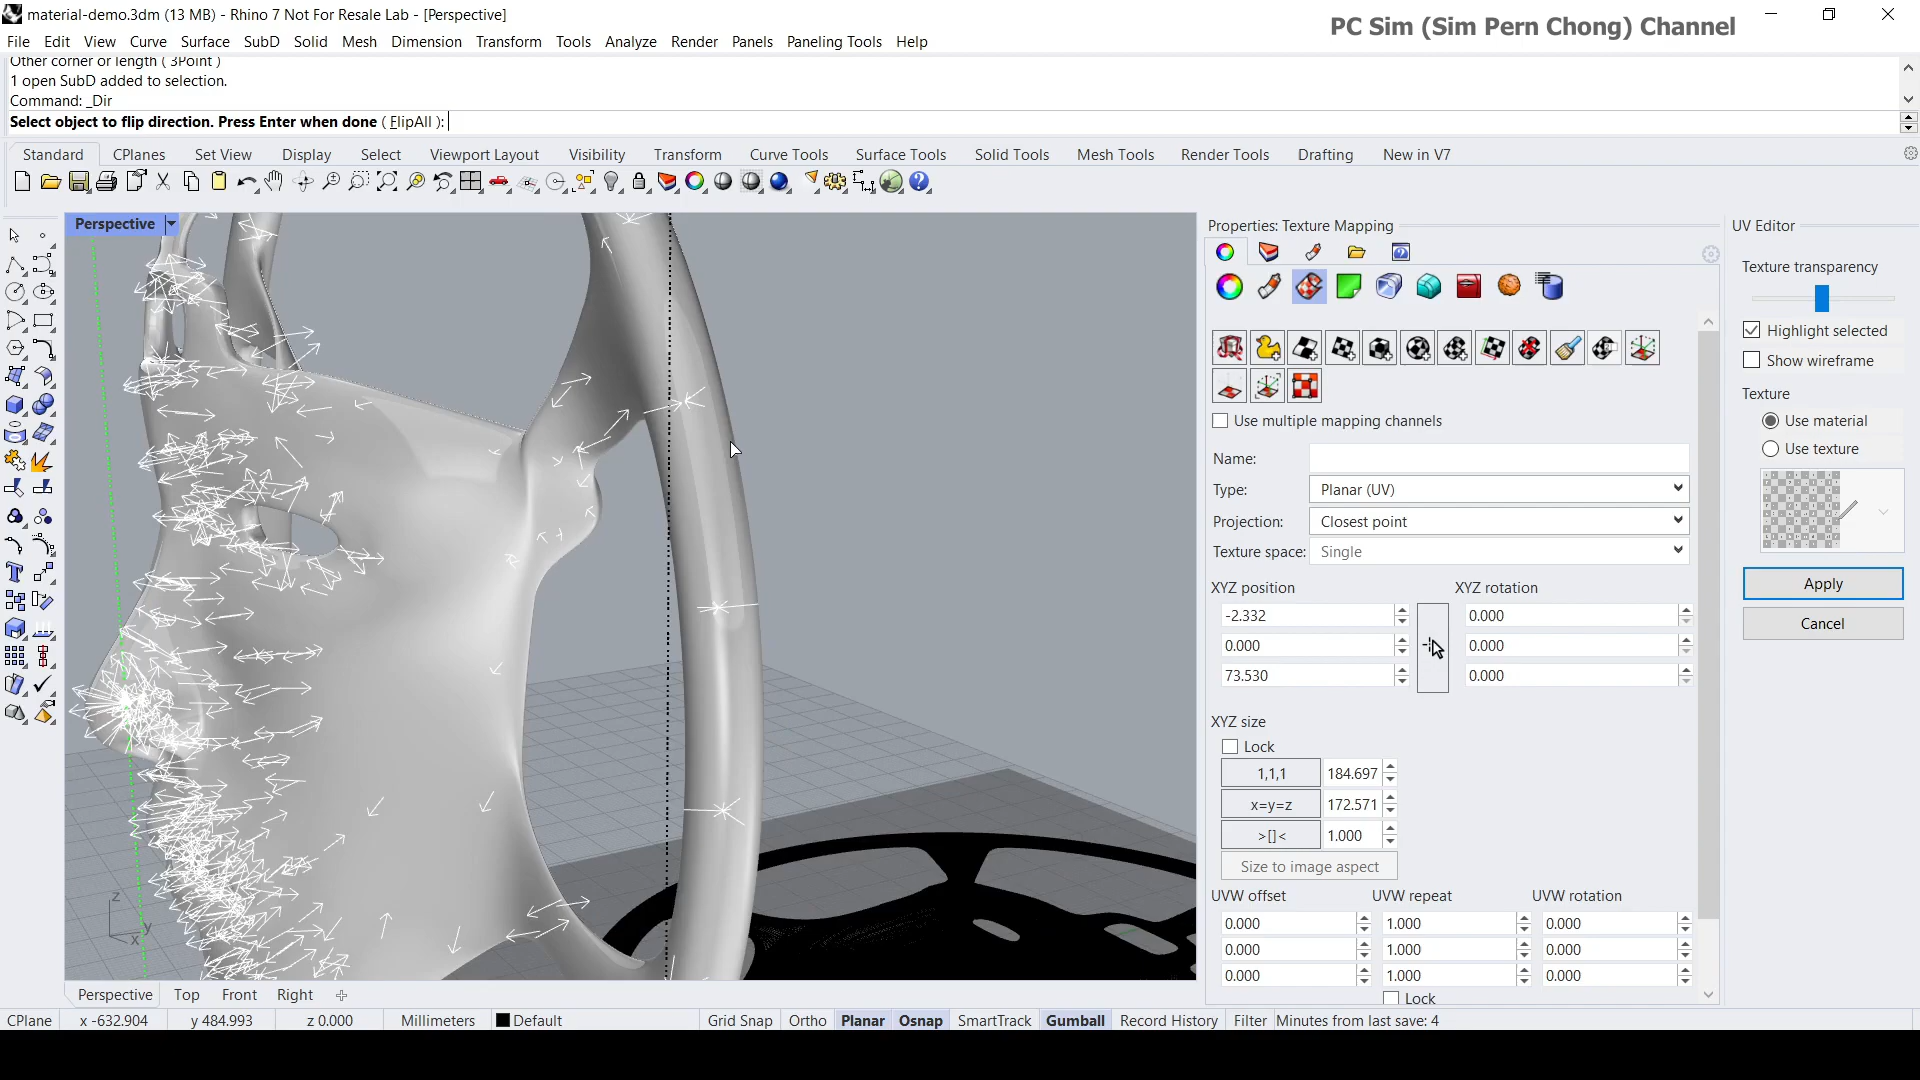 material-demo.3dm (13 MB) - Rhino 7 Not For Resale Lab - [Perspective]
PC Sim (Sim Pern Chong) Channel
File Edit View Curve Surface SubD Solid Mesh Dimension Transform Tools Analyze Render Panels Paneling Tools Help
Other corner or length ( 3Point )
1 open SubD added to selection.
Command: _Dir
Select object to flip direction. Press Enter when done ( FlipAll ):
Standard CPlanes Set View Display Select Viewport Layout Visibility Transform Curve Tools Surface Tools Solid Tools Mesh Tools Render Tools Drafting New in V7
Perspective
Properties: Texture Mapping
UV Editor
Texture transparency
Highlight selected
Show wireframe
Texture
Use material
Use texture
Apply
Cancel
Use multiple mapping channels
Name:
Type: Planar (UV)
Projection: Closest point
Texture space: Single
XYZ position XYZ rotation
-2.332 0.000
0.000 0.000
73.530 0.000
XYZ size
Lock
1,1,1 184.697
x=y=z 172.571
>[]< 1.000
Size to image aspect
UVW offset UVW repeat UVW rotation
0.000 1.000 0.000
0.000 1.000 0.000
0.000 1.000 0.000
Lock
z
y
x
Perspective Top Front Right
CPlane x -632.904 y 484.993 z 0.000 Millimeters Default Grid Snap Ortho Planar Osnap SmartTrack Gumball Record History Filter Minutes from last save: 4